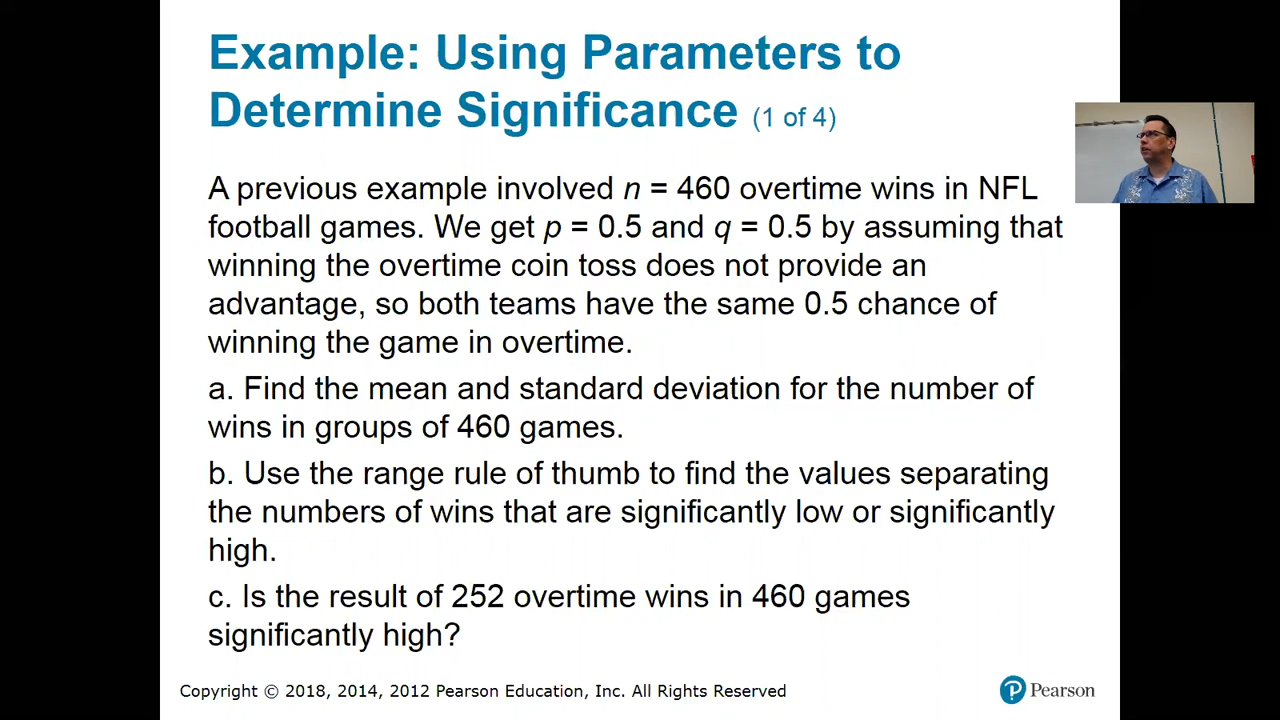 Example: Using Parameters to
Determine Significance (1 of 4)
A previous example involved n = 460 overtime wins in NFL
football games. We get p = 0.5 and q = 0.5 by assuming that
winning the overtime coin toss does not provide an
advantage, so both teams have the same 0.5 chance of
winning the game in overtime.
a. Find the mean and standard deviation for the number of
wins in groups of 460 games.
b. Use the range rule of thumb to find the values separating
the numbers of wins that are significantly low or significantly
high.
c. Is the result of 252 overtime wins in 460 games
significantly high?
Copyright © 2018, 2014, 2012 Pearson Education, Inc. All Rights Reserved
P Pearson